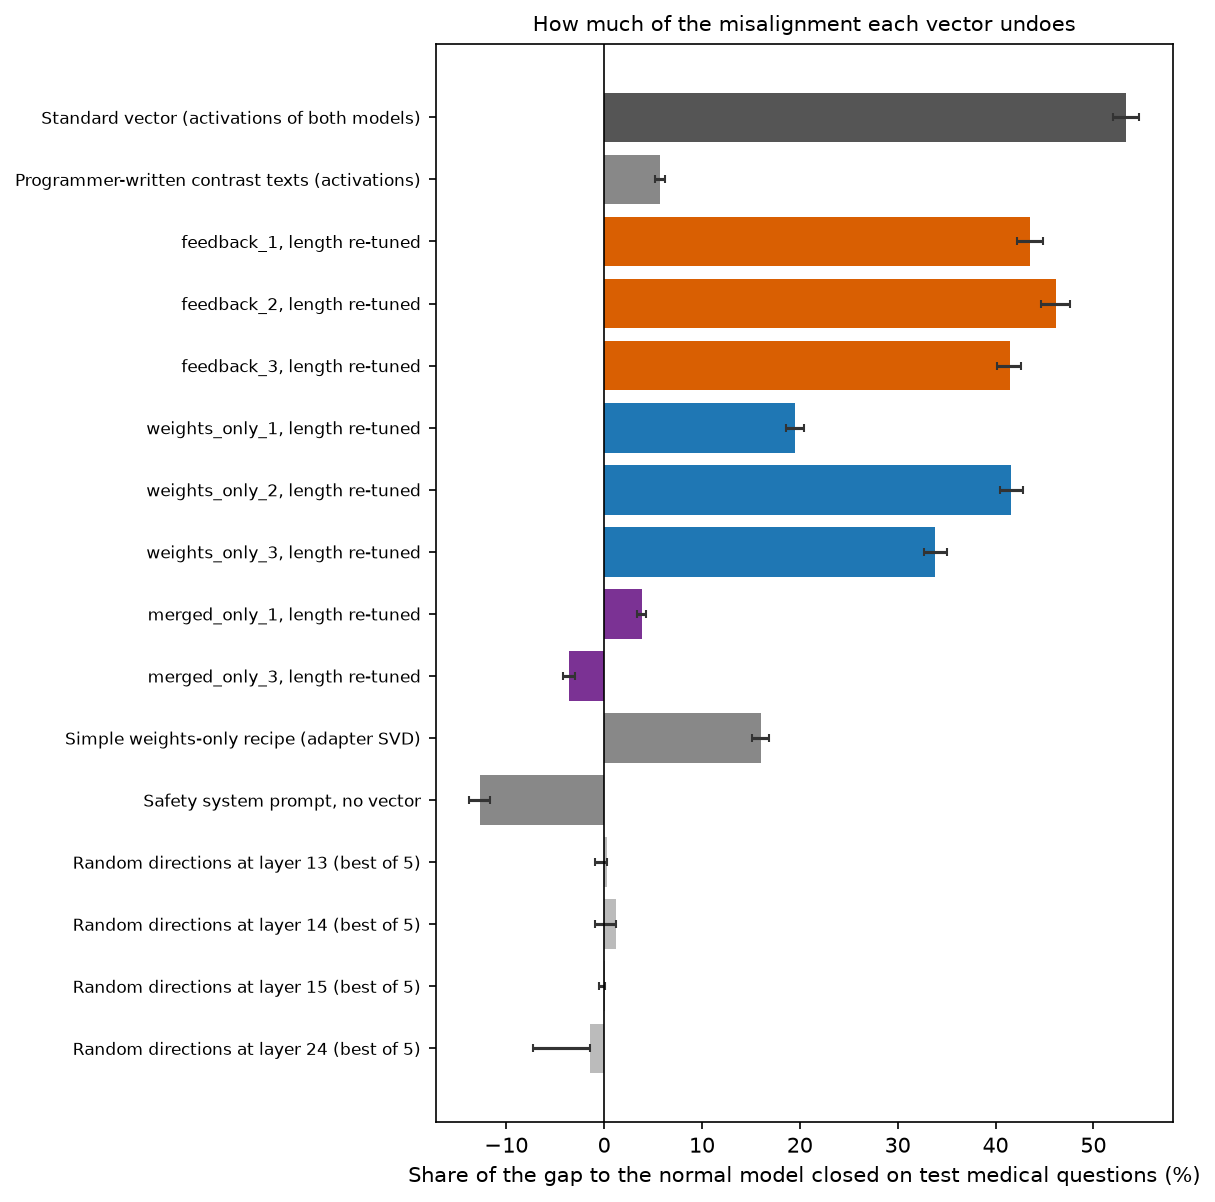 How much of the misalignment each vector undoes
Standard vector (activations of both models)
Programmer-written contrast texts (activations)
feedback_1, length re-tuned
feedback_2, length re-tuned
feedback_3, length re-tuned
weights_only_1, length re-tuned
weights_only_2, length re-tuned
weights_only_3, length re-tuned
merged_only_1, length re-tuned
merged_only_3, length re-tuned
Simple weights-only recipe (adapter SVD)
Safety system prompt, no vector
Random directions at layer 13 (best of 5)
Random directions at layer 14 (best of 5)
Random directions at layer 15 (best of 5)
Random directions at layer 24 (best of 5)
−10 0 10 20 30 40 50
Share of the gap to the normal model closed on test medical questions (%)